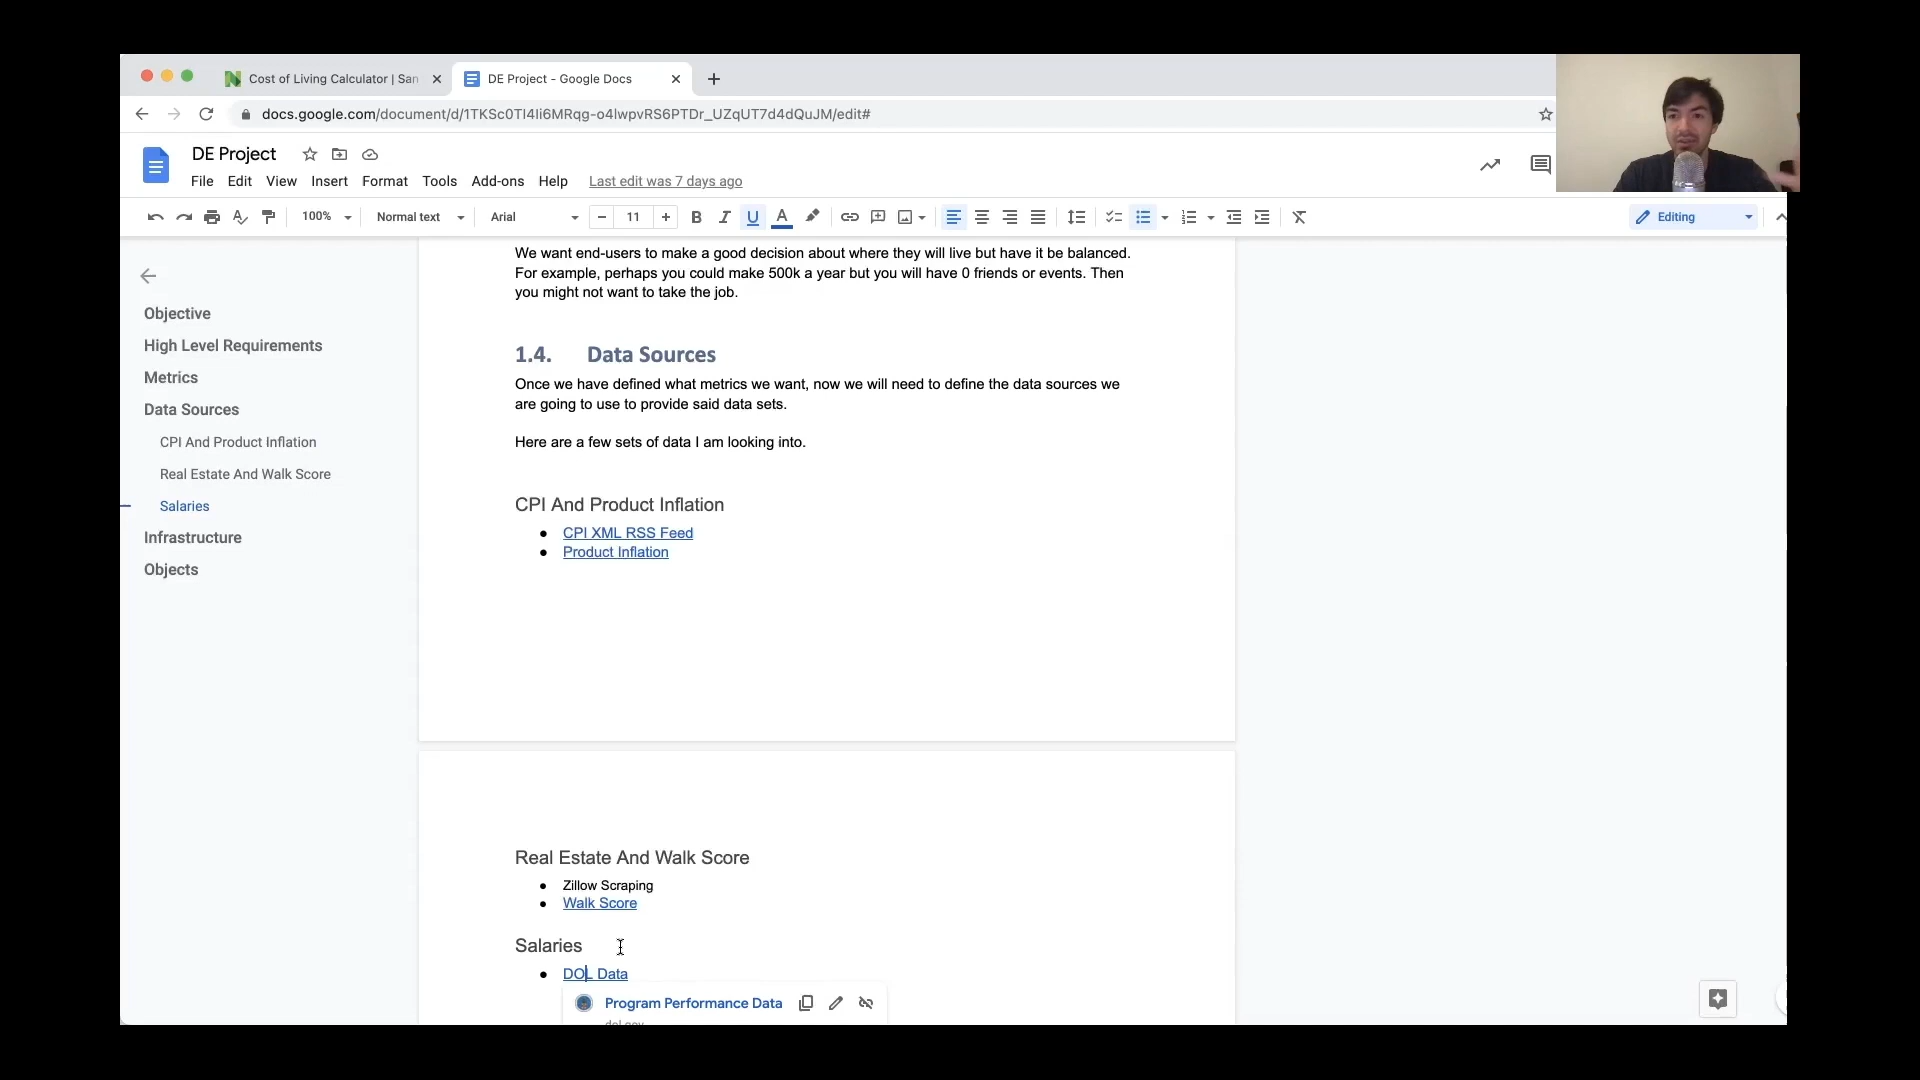 Cost of Living Calculator | San
DE Project - Google Docs
docs.google.com/document/d/1TKSc0TI4Ii6MRqg-o4IwpvRS6PTDr_UZqUT7d4dQuJM/edit#
DE Project
File Edit View Insert Format Tools Add-ons Help Last edit was 7 days ago
100% Normal text Arial 11 Editing
We want end-users to make a good decision about where they will live but have it be balanced.
For example, perhaps you could make 500k a year but you will have 0 friends or events. Then
you might not want to take the job.
Objective
High Level Requirements
Metrics
Data Sources
CPI And Product Inflation
Real Estate And Walk Score
Salaries
Infrastructure
Objects
1.4. Data Sources
Once we have defined what metrics we want, now we will need to define the data sources we
are going to use to provide said data sets.
Here are a few sets of data I am looking into.
CPI And Product Inflation
● CPI XML RSS Feed
● Product Inflation
Real Estate And Walk Score
● Zillow Scraping
● Walk Score
Salaries
● DOL Data
Program Performance Data